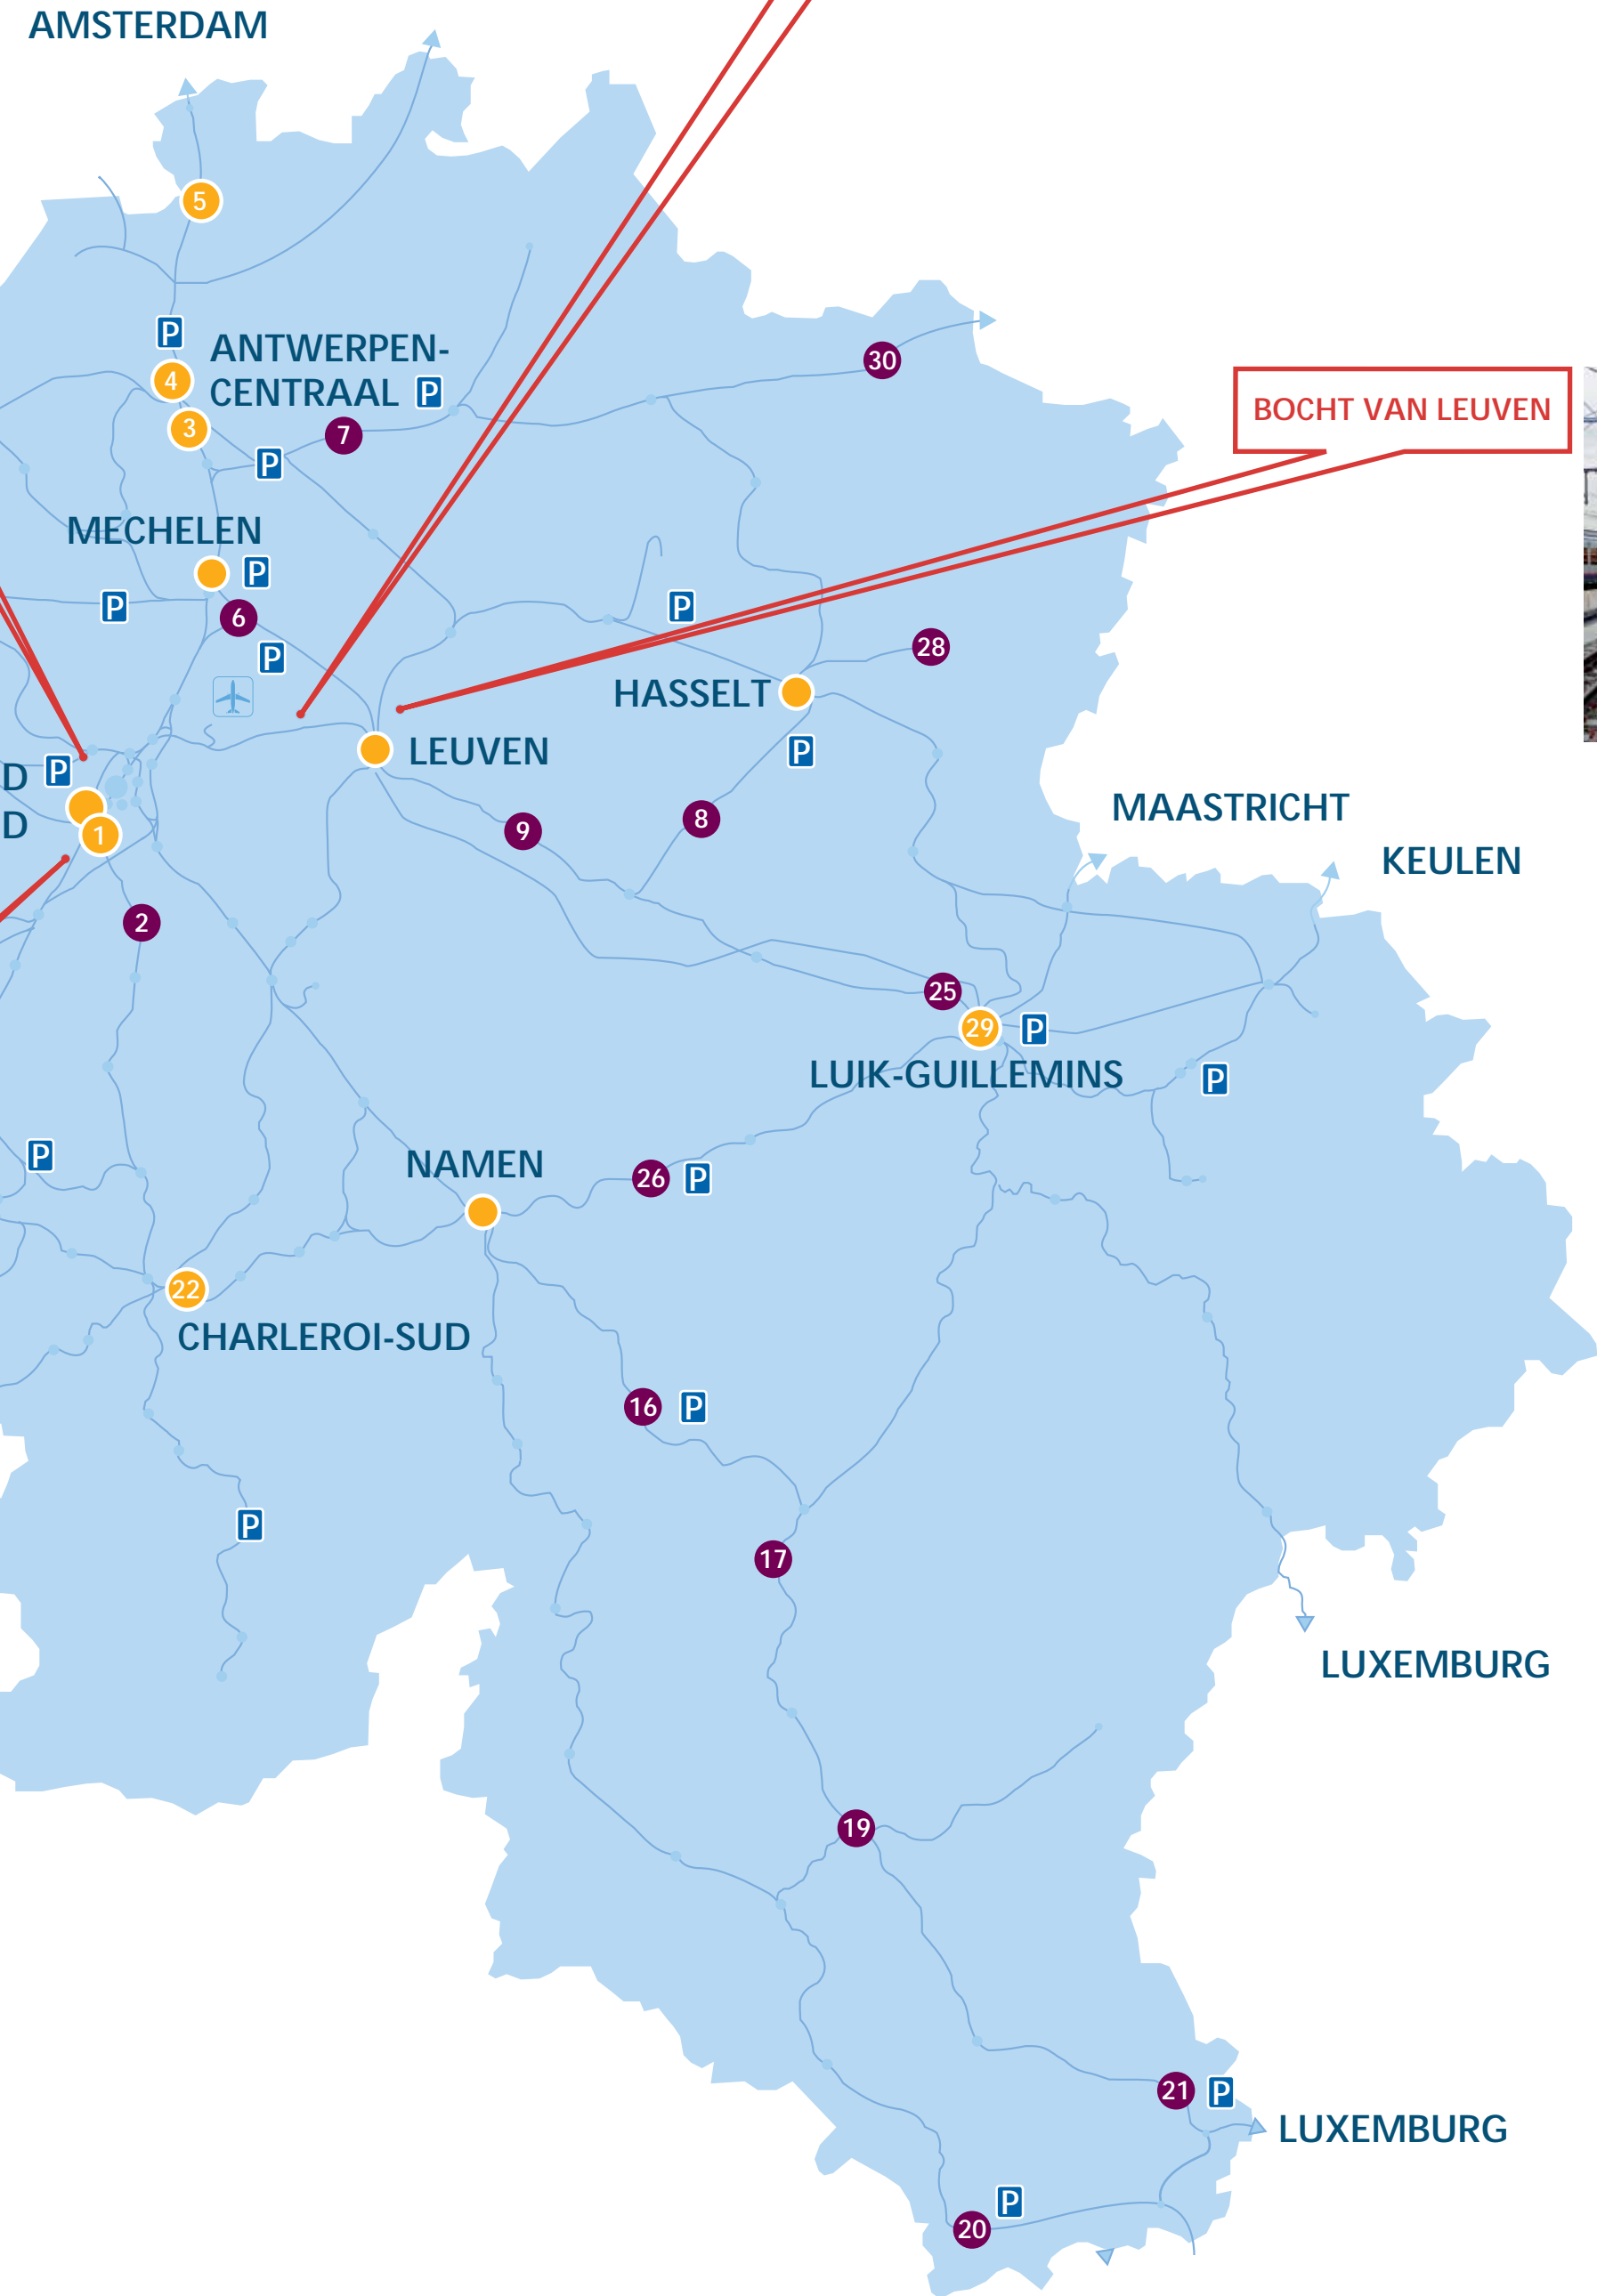 AMSTERDAM
5
P
ANTWERPEN-
CENTRAAL P
4
3
7
30
P
BOCHT VAN LEUVEN
MECHELEN
P
P
6
P
P
28
HASSELT
LEUVEN
P
D P
D
1
9
8
MAASTRICHT
KEULEN
2
25
29 P
LUIK-GUILLEMINS
P
P
NAMEN
26 P
22
CHARLEROI-SUD
16 P
P
17
LUXEMBURG
19
21 P
LUXEMBURG
P
20